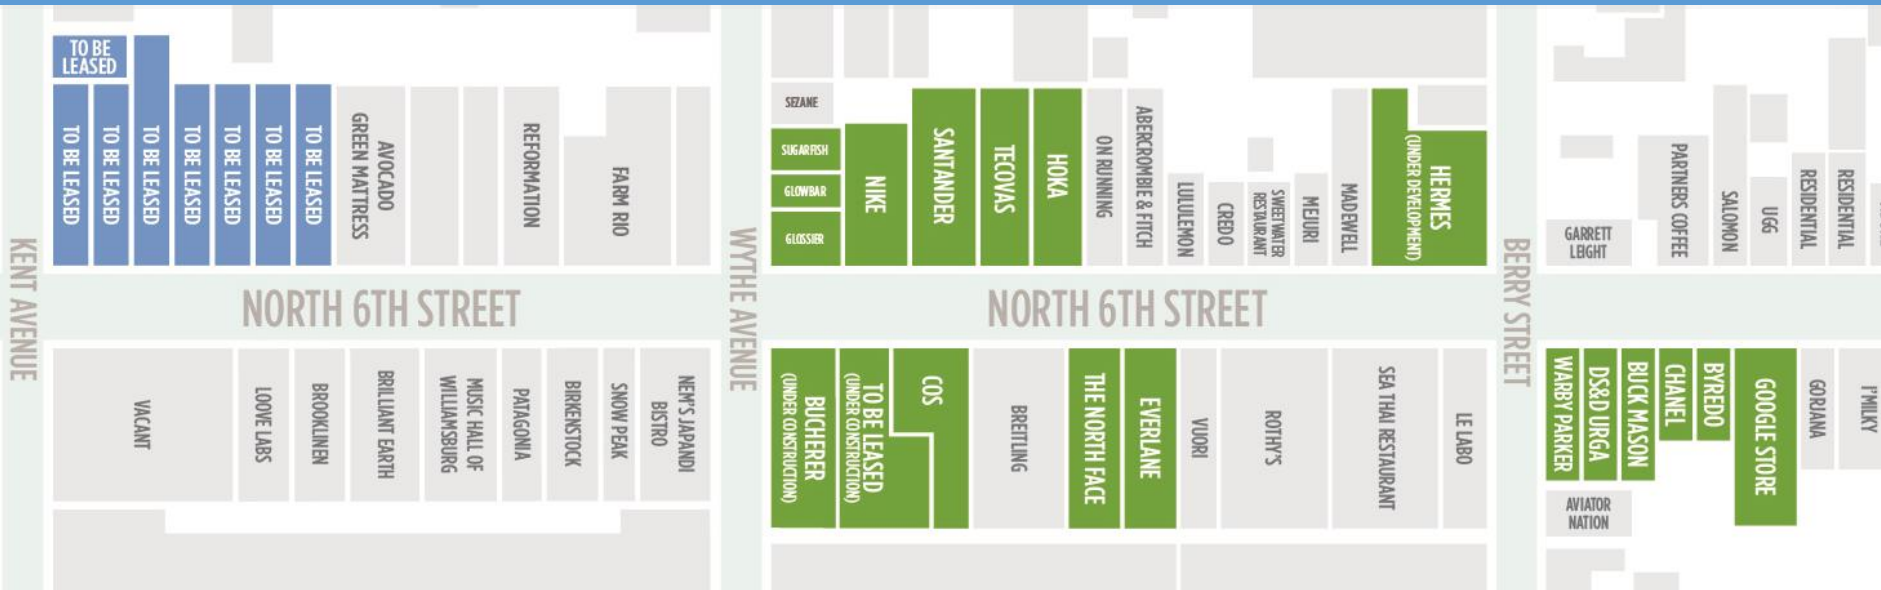 TO BE
LEASED
TO BE LEASED
TO BE LEASED
TO BE LEASED
TO BE LEASED
TO BE LEASED
TO BE LEASED
TO BE LEASED
AVOCADO
GREEN MATTRESS
REFORMATION
FARM RIO
SEZANE
SUGARFISH
GLOWBAR
GLOSSIER
NIKE
SANTANDER
TECOVAS
HOKA
ON RUNNING
ABERCROMBIE & FITCH
LULULEMON
CREDO
SWEETWATER
RESTAURANT
MEJURI
MADEWELL
HERMES
(UNDER DEVELOPMENT)
GARRETT
LEIGHT
PARTNERS COFFEE
SALOMON
UGG
RESIDENTIAL
RESIDENTIAL
KENT AVENUE
NORTH 6TH STREET
WYTHE AVENUE
NORTH 6TH STREET
BERRY STREET
VACANT
LOOVE LABS
BROOKLINEN
BRILLIANT EARTH
MUSIC HALL OF
WILLIAMSBURG
PATAGONIA
BIRKENSTOCK
SNOW PEAK
NEM'S JAPANDI
BISTRO
BUCHERER
(UNDER CONSTRUCTION)
TO BE LEASED
(UNDER CONSTRUCTION)
COS
BREITLING
THE NORTH FACE
EVERLANE
VUORI
ROTHY'S
SEA THAI RESTAURANT
LE LABO
WARBY PARKER
DS&D URGA
BUCK MASON
CHANEL
BYREDO
GOOGLE STORE
GORJANA
I'MILKY
AVIATOR
NATION